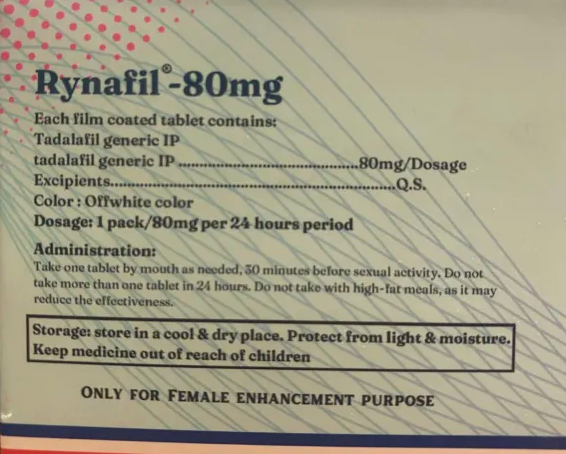 Rynafil®-80mg
Each film coated tablet contains:
Tadalafil generic IP
tadalafil generic IP ..............................................80mg/Dosage
Excipients..........................................................................Q.S.
Color : Offwhite color
Dosage: 1 pack/80mg per 24 hours period
Administration:
Take one tablet by mouth as needed, 30 minutes before sexual activity. Do not
take more than one tablet in 24 hours. Do not take with high-fat meals, as it may
reduce the effectiveness.
Storage: store in a cool & dry place. Protect from light & moisture.
Keep medicine out of reach of children
ONLY FOR FEMALE ENHANCEMENT PURPOSE